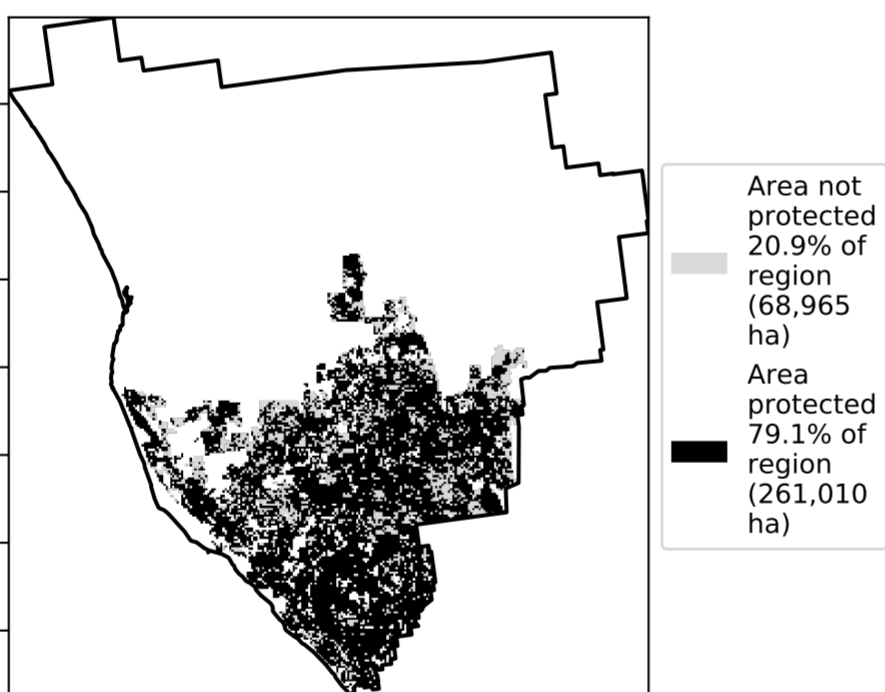 Area not
protected
20.9% of
region
(68,965
ha)
Area
protected
79.1% of
region
(261,010
ha)